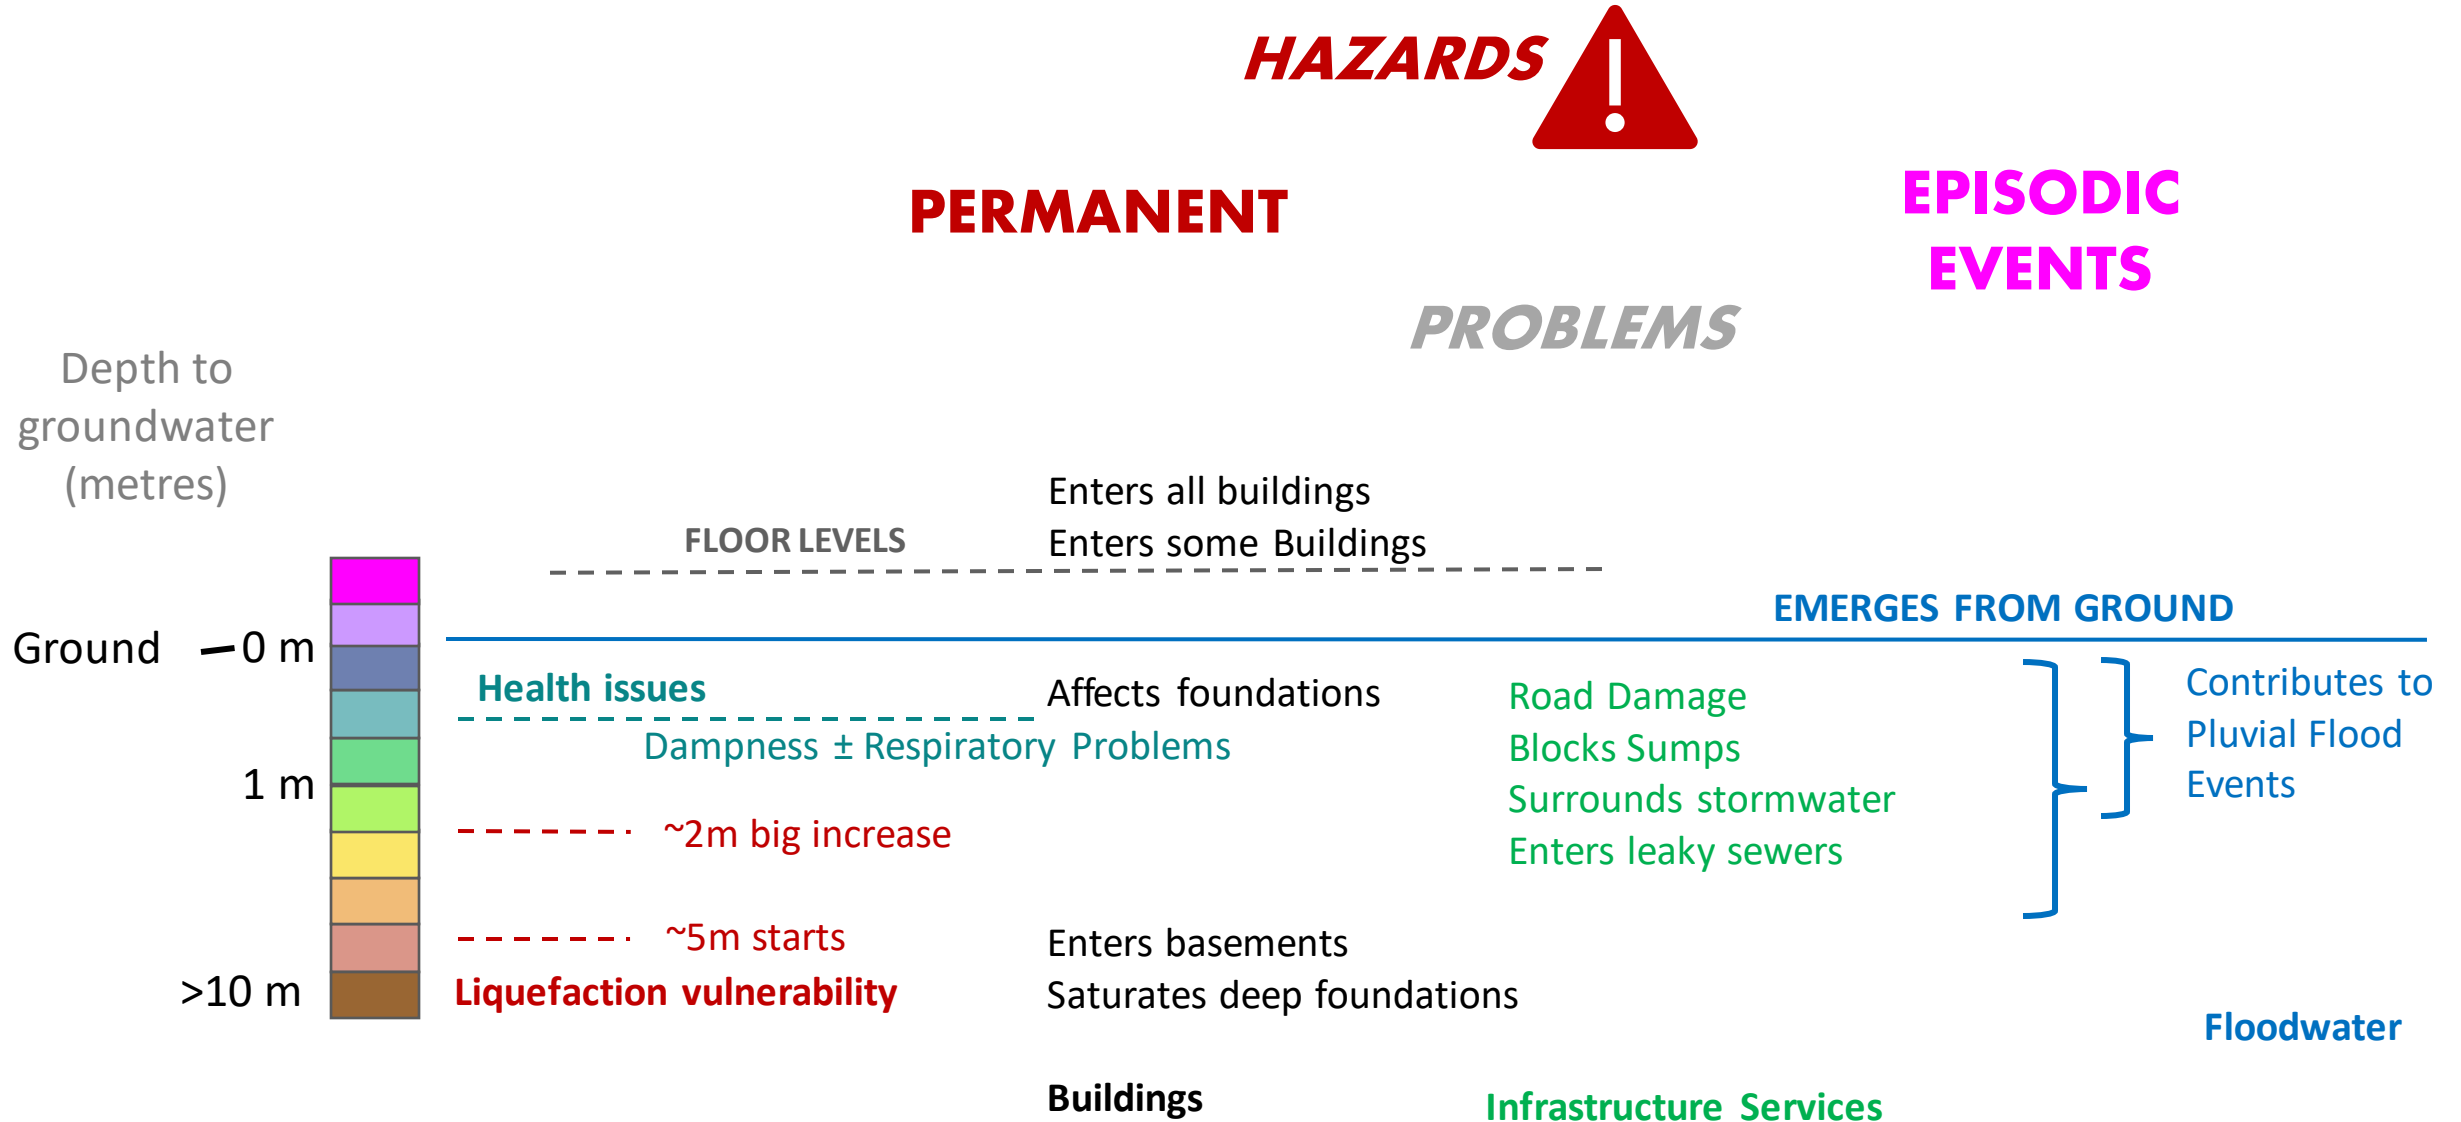 HAZARDS
PERMANENT
EPISODIC
EVENTS
PROBLEMS
Depth to
groundwater
(metres)
Enters all buildings
FLOOR LEVELS
Enters some Buildings
EMERGES FROM GROUND
Ground
0 m
Health issues
Affects foundations
Dampness ± Respiratory Problems
Road Damage
Blocks Sumps
Surrounds stormwater
Enters leaky sewers
Contributes to
Pluvial Flood
Events
1 m
~2m big increase
~5m starts
Enters basements
>10 m
Liquefaction vulnerability
Saturates deep foundations
Floodwater
Buildings
Infrastructure Services